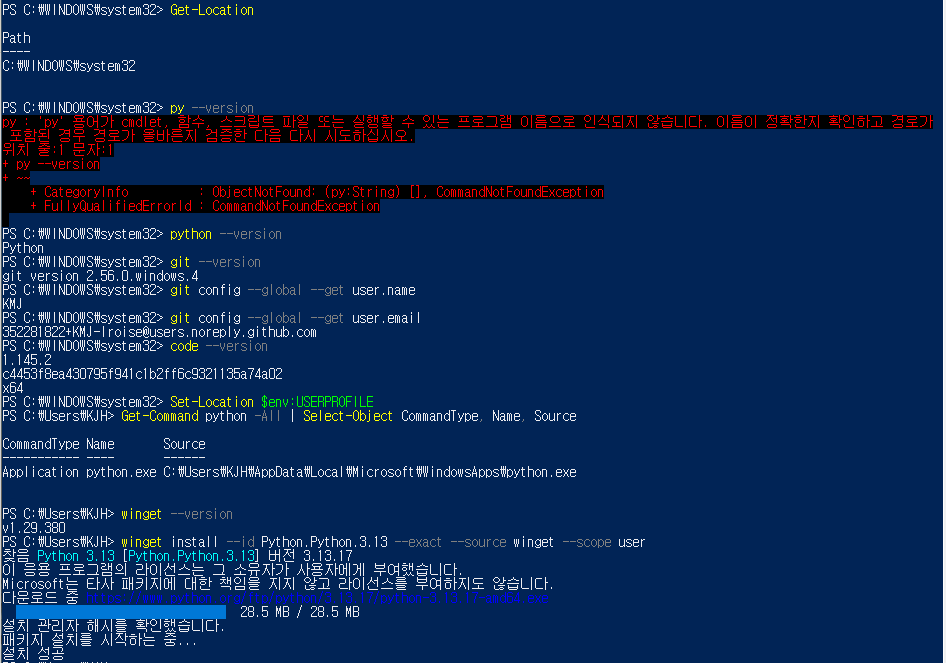 PS C:₩WINDOWS₩system32> Get-Location
Path
----
C:₩WINDOWS₩system32
PS C:₩WINDOWS₩system32> py --version
py : 'py' 용어가 cmdlet, 함수, 스크립트 파일 또는 실행할 수 있는 프로그램 이름으로 인식되지 않습니다. 이름이 정확한지 확인하고 경로가
포함된 경우 경로가 올바른지 검증한 다음 다시 시도하십시오.
위치 줄:1 문자:1
+ py --version
+ ~~
+ CategoryInfo : ObjectNotFound: (py:String) [], CommandNotFoundException
+ FullyQualifiedErrorId : CommandNotFoundException
PS C:₩WINDOWS₩system32> python --version
Python
PS C:₩WINDOWS₩system32> git --version
git version 2.56.0.windows.4
PS C:₩WINDOWS₩system32> git config --global --get user.name
KMJ
PS C:₩WINDOWS₩system32> git config --global --get user.email
352281822+KMJ-Iroise@users.noreply.github.com
PS C:₩WINDOWS₩system32> code --version
1.145.2
c4453f8ea430795f941c1b2ff6c9321135a74a02
x64
PS C:₩WINDOWS₩system32> Set-Location $env:USERPROFILE
PS C:₩Users₩KJH> Get-Command python -All | Select-Object CommandType, Name, Source
CommandType Name Source
----------- ---- ------
Application python.exe C:₩Users₩KJH₩AppData₩Local₩Microsoft₩WindowsApps₩python.exe
PS C:₩Users₩KJH> winget --version
v1.29.380
PS C:₩Users₩KJH> winget install --id Python.Python.3.13 --exact --source winget --scope user
찾음 Python 3.13 [Python.Python.3.13] 버전 3.13.17
이 응용 프로그램의 라이선스는 그 소유자가 사용자에게 부여했습니다.
Microsoft는 타사 패키지에 대한 책임을 지지 않고 라이선스를 부여하지도 않습니다.
다운로드 중
28.5 MB / 28.5 MB
설치 관리자 해시를 확인했습니다.
패키지 설치를 시작하는 중...
설치 성공